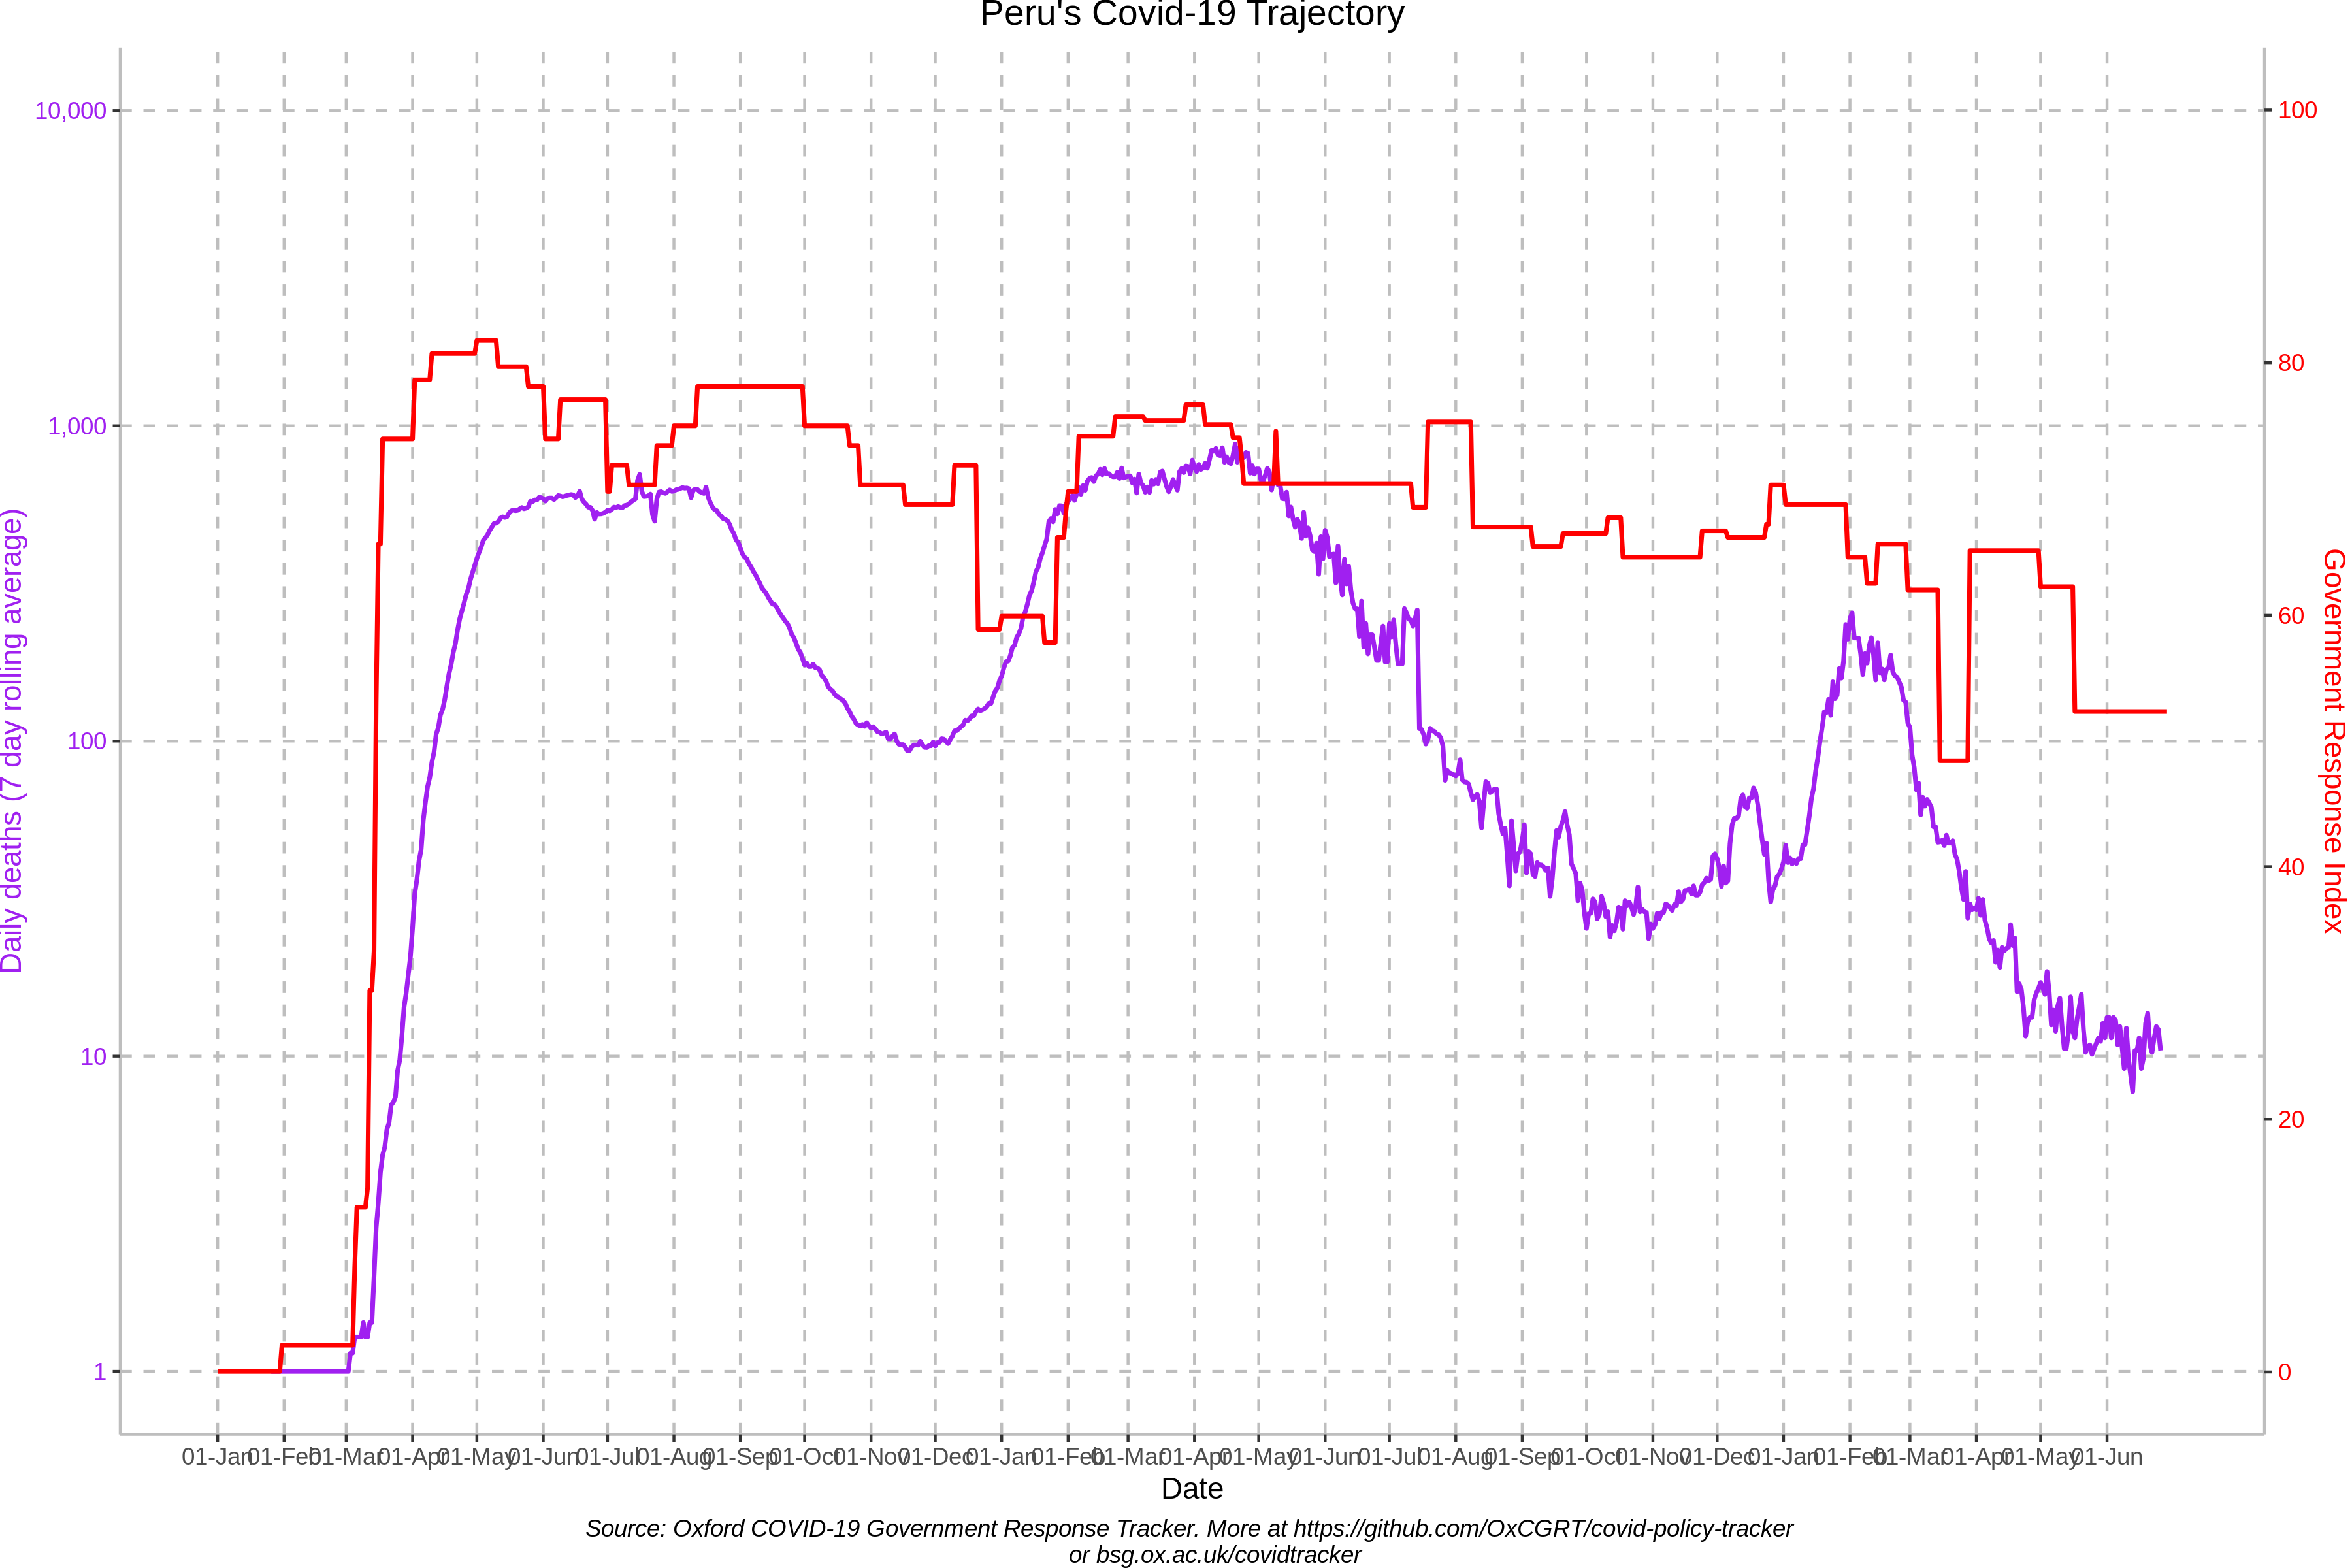 Peru's Covid-19 Trajectory
10,000
1,000
100
10
1
Daily deaths (7 day rolling average)
100
80
60
40
20
0
Government Response Index
01-Jan 01-Feb 01-Mar 01-Apr 01-May 01-Jun 01-Jul 01-Aug 01-Sep 01-Oct 01-Nov 01-Dec 01-Jan 01-Feb 01-Mar 01-Apr 01-May 01-Jun 01-Jul 01-Aug 01-Sep 01-Oct 01-Nov 01-Dec 01-Jan 01-Feb 01-Mar 01-Apr 01-May 01-Jun
Date
Source: Oxford COVID-19 Government Response Tracker. More at https://github.com/OxCGRT/covid-policy-tracker
or bsg.ox.ac.uk/covidtracker